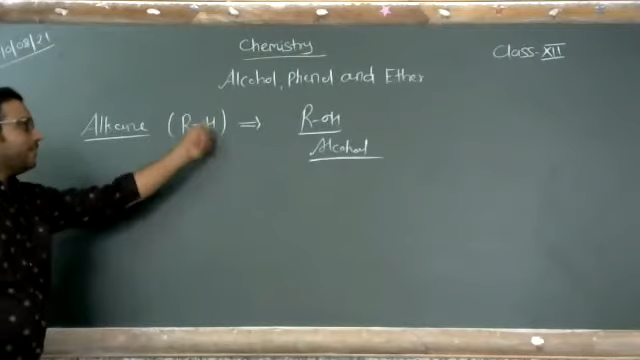 10/08/21
Chemistry
Class-XII
Alcohol, Phenol and Ether
Alkane (R-H) ⇒ R-OH
Alcohol